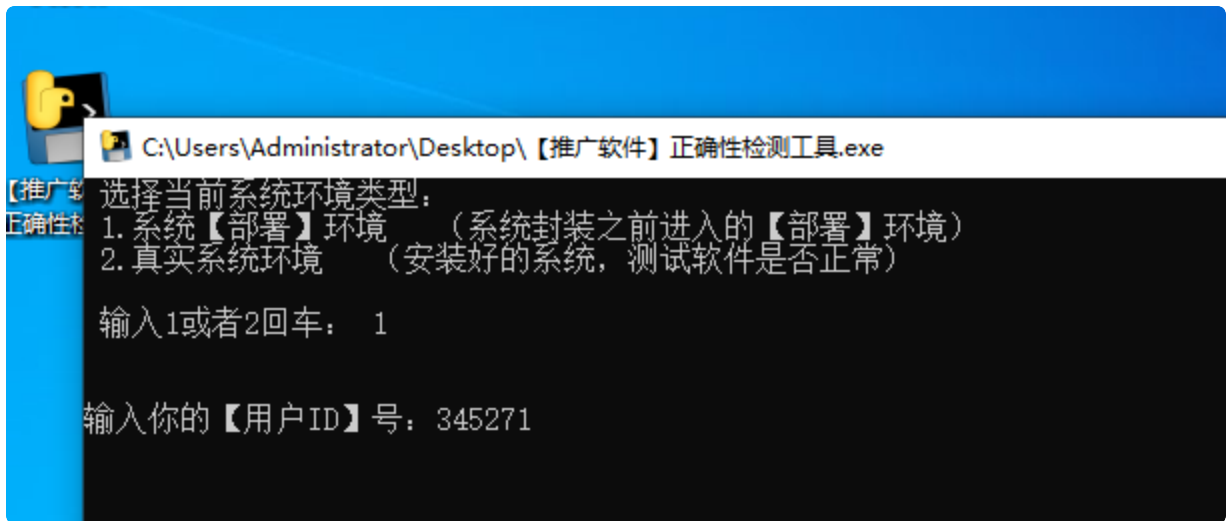 C:\Users\Administrator\Desktop\【推广软件】正确性检测工具.exe
【推广软
正确性检
选择当前系统环境类型：
1.系统【部署】环境 （系统封装之前进入的【部署】环境）
2.真实系统环境 （安装好的系统，测试软件是否正常）
输入1或者2回车： 1
输入你的【用户ID】号：345271